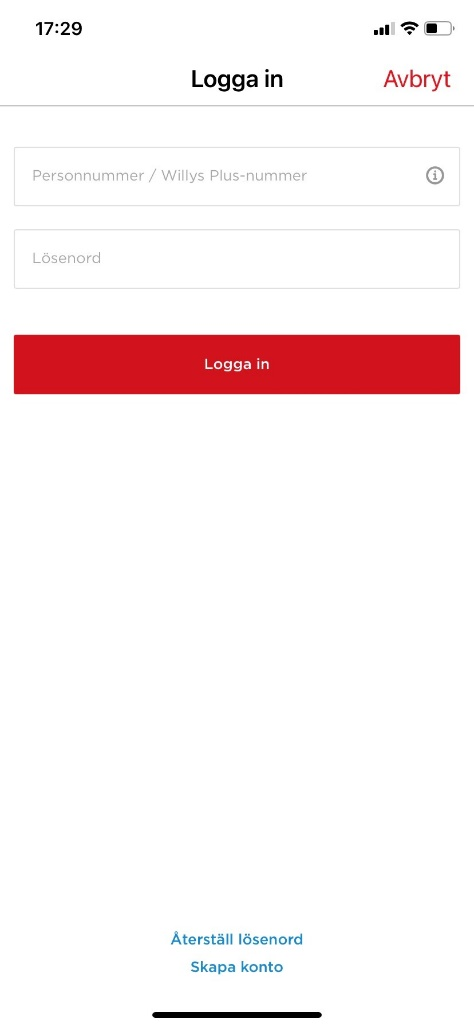 17:29
Logga in
Avbryt
Personnummer / Willys Plus-nummer
Lösenord
Logga in
Återställ lösenord
Skapa konto